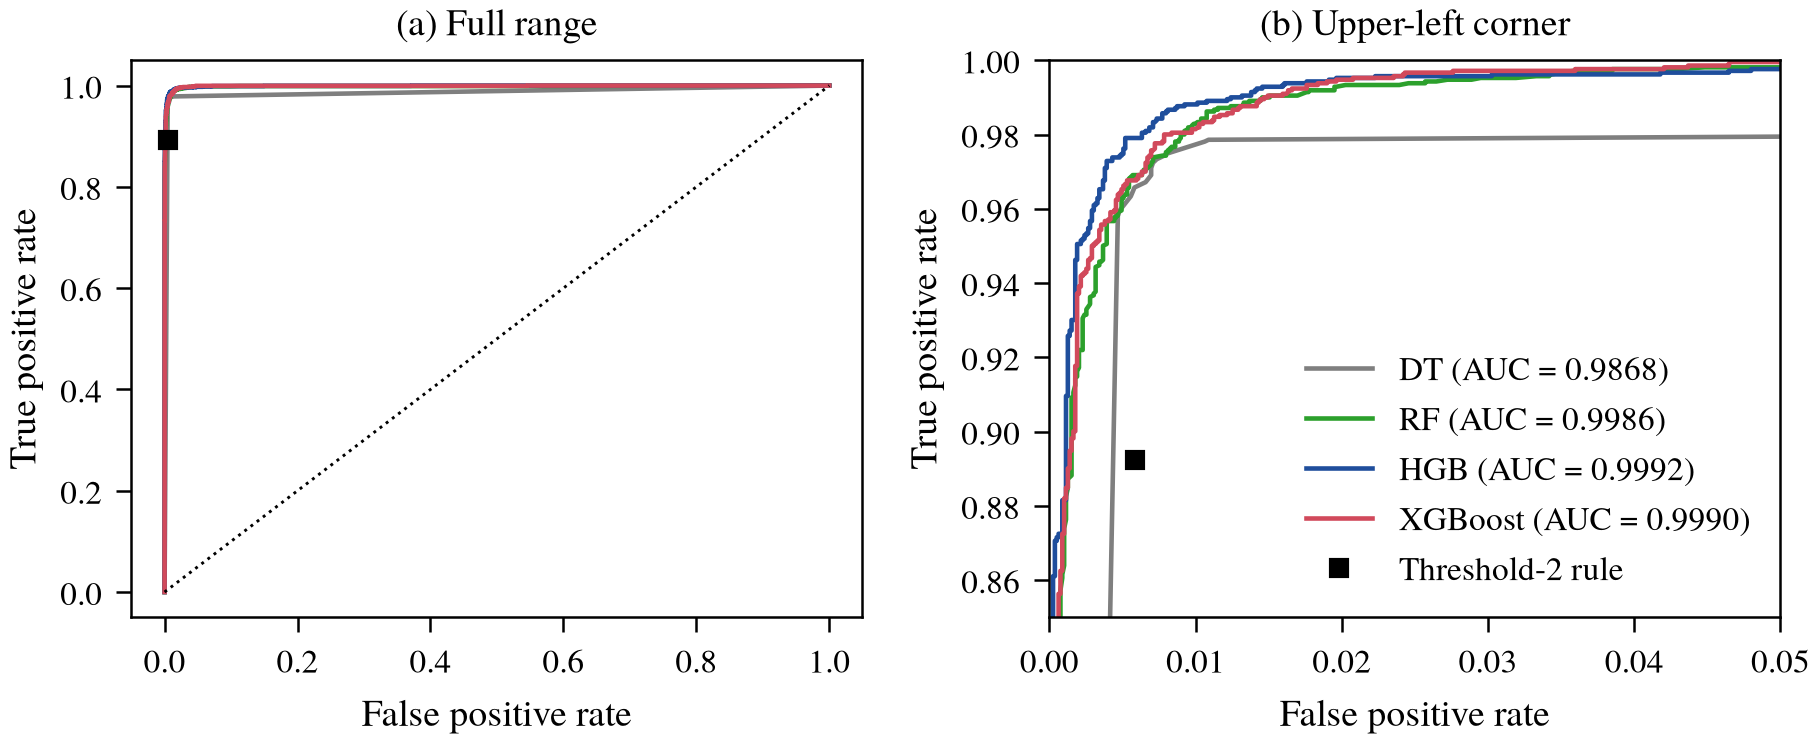 (a) Full range
True positive rate
1.0
0.8
0.6
0.4
0.2
0.0
0.0 0.2 0.4 0.6 0.8 1.0
False positive rate
(b) Upper-left corner
True positive rate
1.00
0.98
0.96
0.94
0.92
0.90
0.88
0.86
DT (AUC = 0.9868)
RF (AUC = 0.9986)
HGB (AUC = 0.9992)
XGBoost (AUC = 0.9990)
Threshold-2 rule
0.00 0.01 0.02 0.03 0.04 0.05
False positive rate